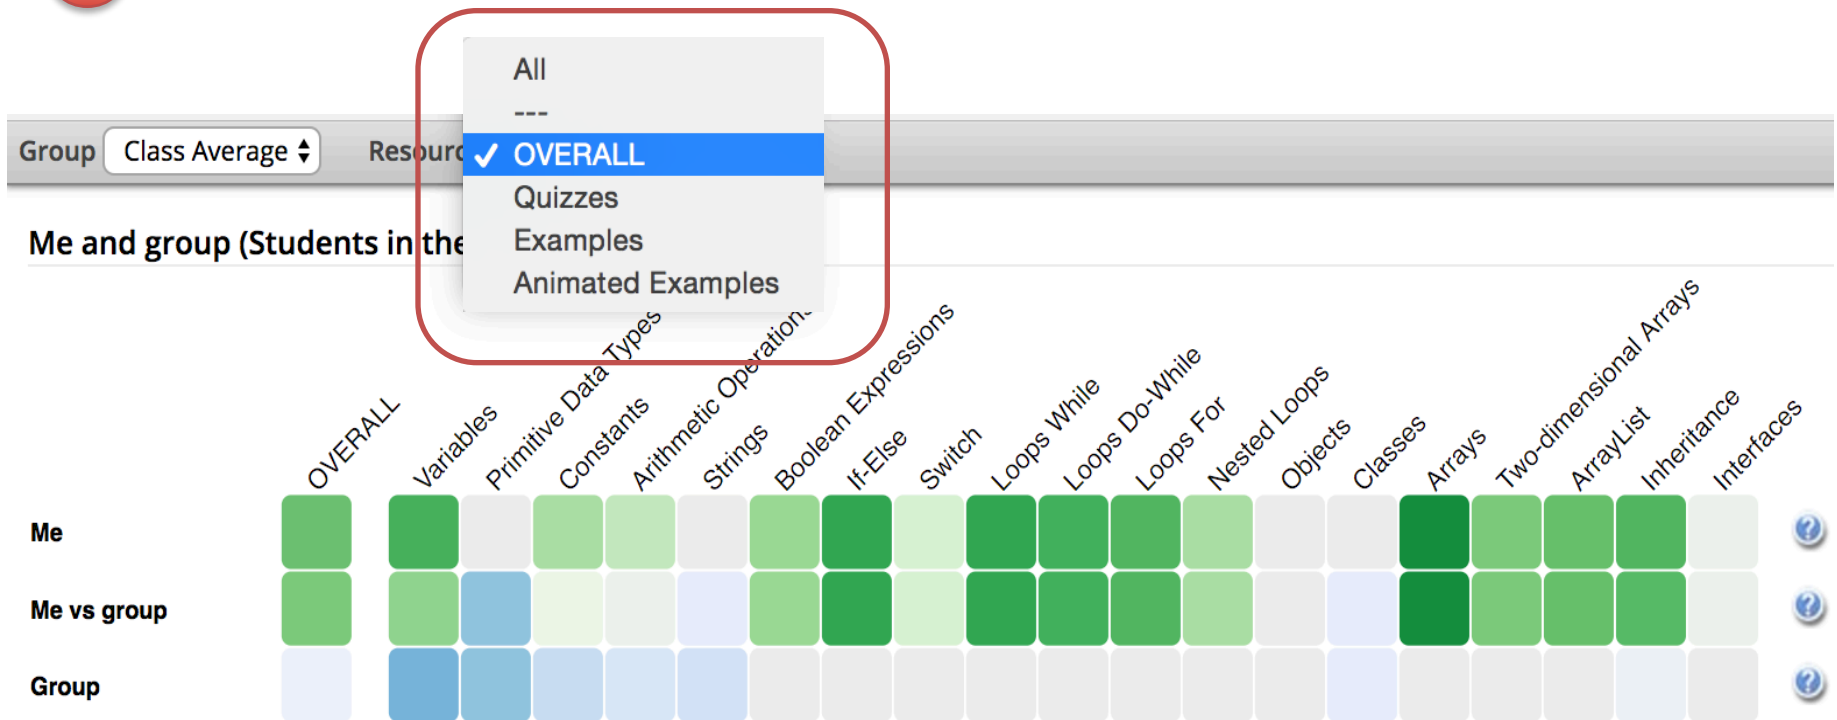 All
---
Group Class Average
OVERALL
Quizzes
Me and group (Students in the
Examples
Animated Examples
OVERALL
Variables
Primitive Data Types
Constants
Arithmetic Operations
Strings
Boolean Expressions
If-Else
Switch
Loops While
Loops Do-While
Loops For
Nested Loops
Objects
Classes
Arrays
Two-dimensional Arrays
ArrayList
Inheritance
Interfaces
Me
?
Me vs group
?
Group
?